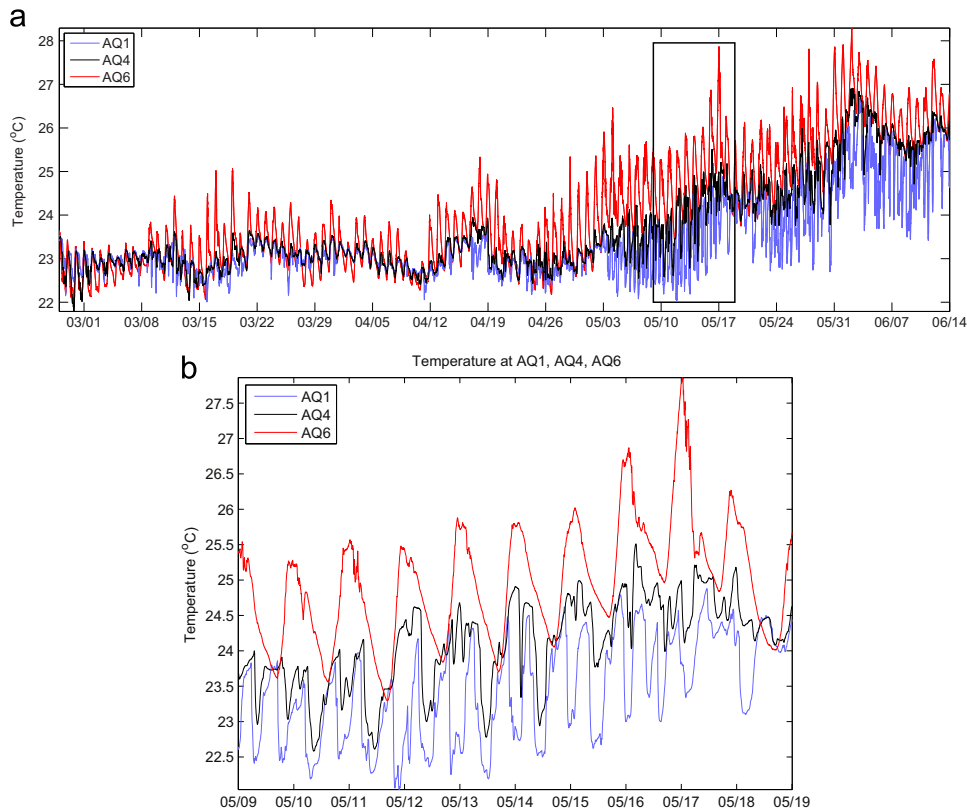 a
AQ1
AQ4
AQ6
Temperature (°C)
28
27
26
25
24
23
22
03/01 03/08 03/15 03/22 03/29 04/05 04/12 04/19 04/26 05/03 05/10 05/17 05/24 05/31 06/07 06/14
b
Temperature at AQ1, AQ4, AQ6
AQ1
AQ4
AQ6
Temperature (°C)
27.5
27
26.5
26
25.5
25
24.5
24
23.5
23
22.5
05/09 05/10 05/11 05/12 05/13 05/14 05/15 05/16 05/17 05/18 05/19